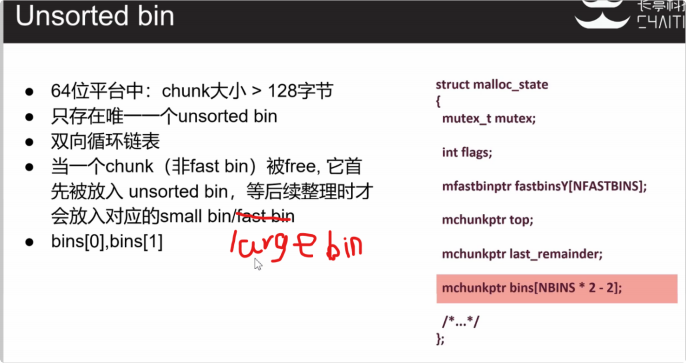 Unsorted bin
长亭科技
CHAITI
64位平台中：chunk大小 > 128字节
只存在唯一一个unsorted bin
双向循环链表
当一个chunk（非fast bin）被free, 它首
先被放入 unsorted bin，等后续整理时才
会放入对应的small bin/fast bin
large bin
bins[0],bins[1]
struct malloc_state
{
mutex_t mutex;
int flags;
mfastbinptr fastbinsY[NFASTBINS];
mchunkptr top;
mchunkptr last_remainder;
mchunkptr bins[NBINS * 2 - 2];
/*...*/
};